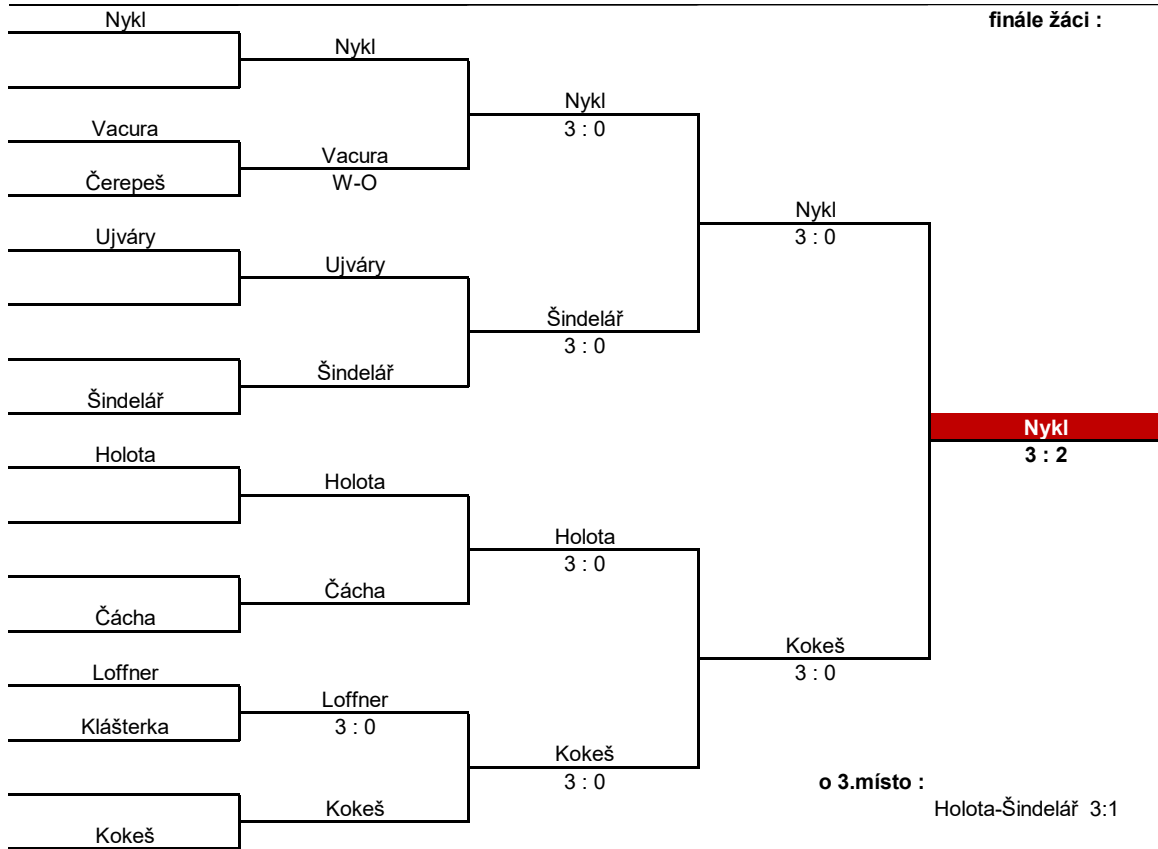 Nykl
finále žáci :
Nykl
Nykl
3 : 0
Vacura
Vacura
W-O
Čerepeš
Nykl
3 : 0
Ujváry
Ujváry
Šindelář
3 : 0
Šindelář
Šindelář
Nykl
3 : 2
Holota
Holota
Holota
3 : 0
Čácha
Čácha
Kokeš
3 : 0
Loffner
Loffner
3 : 0
Klášterka
Kokeš
3 : 0
o 3.místo :
Holota-Šindelář 3:1
Kokeš
Kokeš